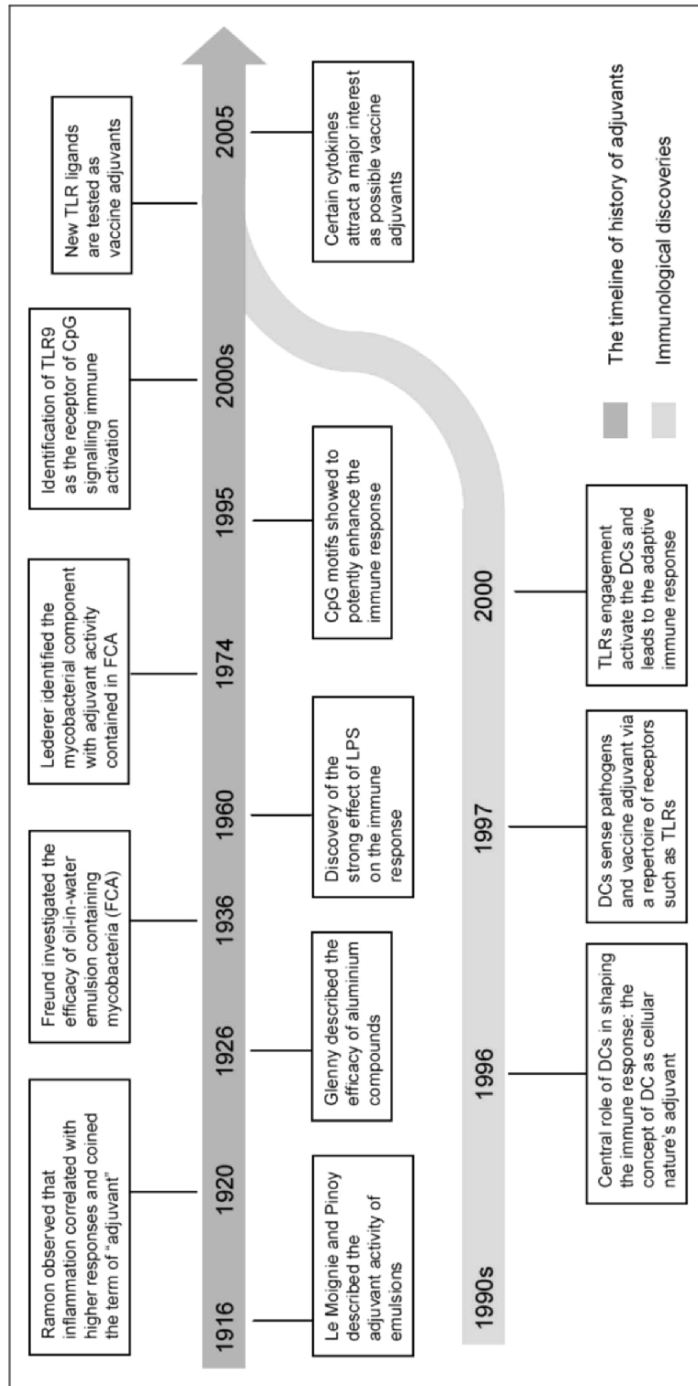 Ramon observed that
inflammation correlated with
higher responses and coined
the term of “adjuvant”
Freund investigated the
efficacy of oil-in-water
emulsion containing
mycobacteria (FCA)
Lederer identified the
mycobacterial component
with adjuvant activity
contained in FCA
Identification of TLR9
as the receptor of CpG
signalling immune
activation
New TLR ligands
are tested as
vaccine adjuvants
1916
1920
1926
1936
1960
1974
1995
2000s
2005
Le Moignie and Pinoy
described the
adjuvant activity of
emulsions
Glenny described the
efficacy of aluminium
compounds
Discovery of the
strong effect of LPS
on the immune
response
CpG motifs showed to
potently enhance the
immune response
Certain cytokines
attract a major interest
as possible vaccine
adjuvants
1990s
1996
1997
2000
Central role of DCs in shaping
the immune response: the
concept of DC as cellular
nature’s adjuvant
DCs sense pathogens
and vaccine adjuvant via
a repertoire of receptors
such as TLRs
TLRs engagement
activate the DCs and
leads to the adaptive
immune response
The timeline of history of adjuvants
Immunological discoveries